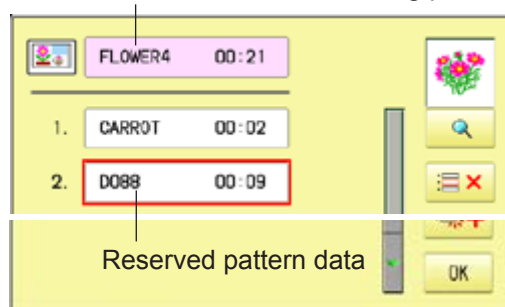 FLOWER4 00:21
1. CARROT 00:02
2. D088 00:09
Reserved pattern data
OK